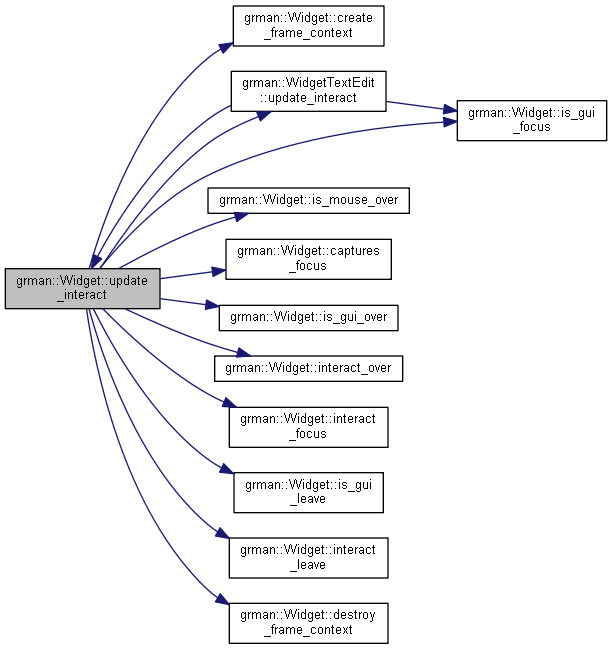 grman::Widget::create
_frame_context
grman::WidgetTextEdit
::update_interact
grman::Widget::is_gui
_focus
grman::Widget::is_mouse_over
grman::Widget::captures
_focus
grman::Widget::update
_interact
grman::Widget::is_gui_over
grman::Widget::interact_over
grman::Widget::interact
_focus
grman::Widget::is_gui
_leave
grman::Widget::interact
_leave
grman::Widget::destroy
_frame_context